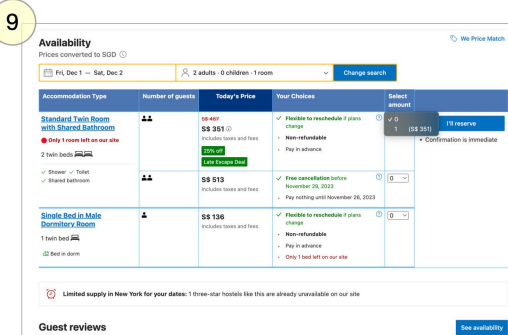 9
Availability
We Price Match
Prices converted to SGD
Fri, Dec 1 — Sat, Dec 2
2 adults · 0 children · 1 room
Change search
Accommodation Type
Number of guests
Today's Price
Your Choices
Select amount
Standard Twin Room
with Shared Bathroom
Only 1 room left on our site
2 twin beds
✓ Shower ✓ Toilet
✓ Shared bathroom
S$ 351
Includes taxes and fees
25% off
Late Escape Deal
✓ Flexible to reschedule if plans
change
• Non-refundable
• Pay in advance
✓ 0
1 (S$ 351)
I'll reserve
• Confirmation is immediate
S$ 513
Includes taxes and fees
✓ Free cancellation before
November 29, 2023
• Pay nothing until November 26, 2023
0
Single Bed in Male
Dormitory Room
1 twin bed
Bed in dorm
S$ 136
Includes taxes and fees
✓ Flexible to reschedule if plans
change
• Non-refundable
• Pay in advance
• Only 1 bed left on our site
0
Limited supply in New York for your dates: 1 three-star hostels like this are already unavailable on our site
Guest reviews
See availability